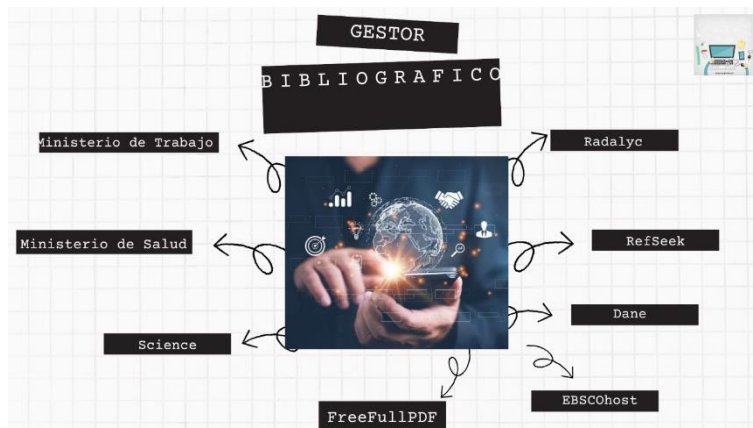 GESTOR
BIBLIOGRAFICO
Ministerio de Trabajo
Radalyc
Ministerio de Salud
RefSeek
Dane
Science
EBSCOhost
FreeFullPDF